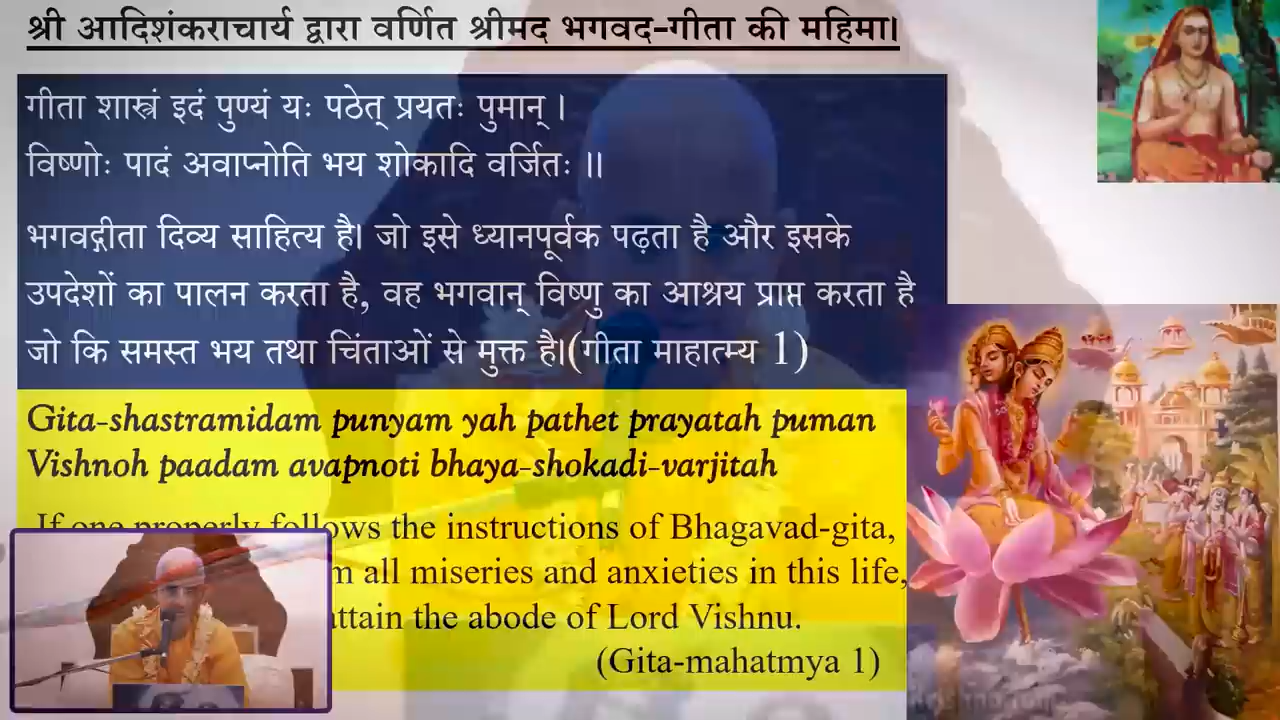 श्री आदिशंकराचार्य द्वारा वर्णित श्रीमद भगवद-गीता की महिमा।
गीता शास्त्रं इदं पुण्यं यः पठेत् प्रयतः पुमान् ।
विष्णोः पादं अवाप्नोति भय शोकादि वर्जितः ॥
भगवद्गीता दिव्य साहित्य है। जो इसे ध्यानपूर्वक पढ़ता है और इसके
उपदेशों का पालन करता है, वह भगवान् विष्णु का आश्रय प्राप्त करता है
जो कि समस्त भय तथा चिंताओं से मुक्त है।(गीता माहात्म्य 1)
Gita-shastramidam punyam yah pathet prayatah puman
Vishnoh paadam avapnoti bhaya-shokadi-varjitah
If one properly follows the instructions of Bhagavad-gita,
all miseries and anxieties in this life,
the abode of Lord Vishnu.
(Gita-mahatmya 1)